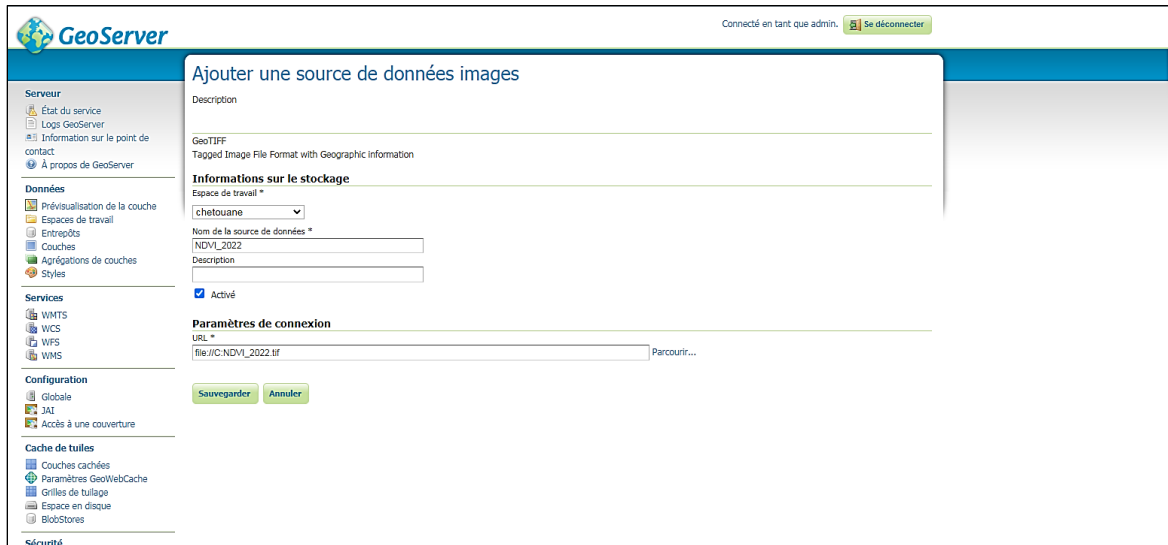 GeoServer
Connecté en tant que admin.
Se déconnecter
Serveur
État du service
Logs GeoServer
Information sur le point de
contact
À propos de GeoServer
Données
Prévisualisation de la couche
Espaces de travail
Entrepôts
Couches
Agrégations de couches
Styles
Services
WMTS
WCS
WFS
WMS
Configuration
Globale
JAI
Accès à une couverture
Cache de tuiles
Couches cachées
Paramètres GeoWebCache
Grilles de tuilage
Espace en disque
BlobStores
Sécurité
Ajouter une source de données images
Description
GeoTIFF
Tagged Image File Format with Geographic information
Informations sur le stockage
Espace de travail *
chetouane
Nom de la source de données *
NDVI_2022
Description
Activé
Paramètres de connexion
URL *
file://C:NDVI_2022.tif
Parcourir...
Sauvegarder
Annuler